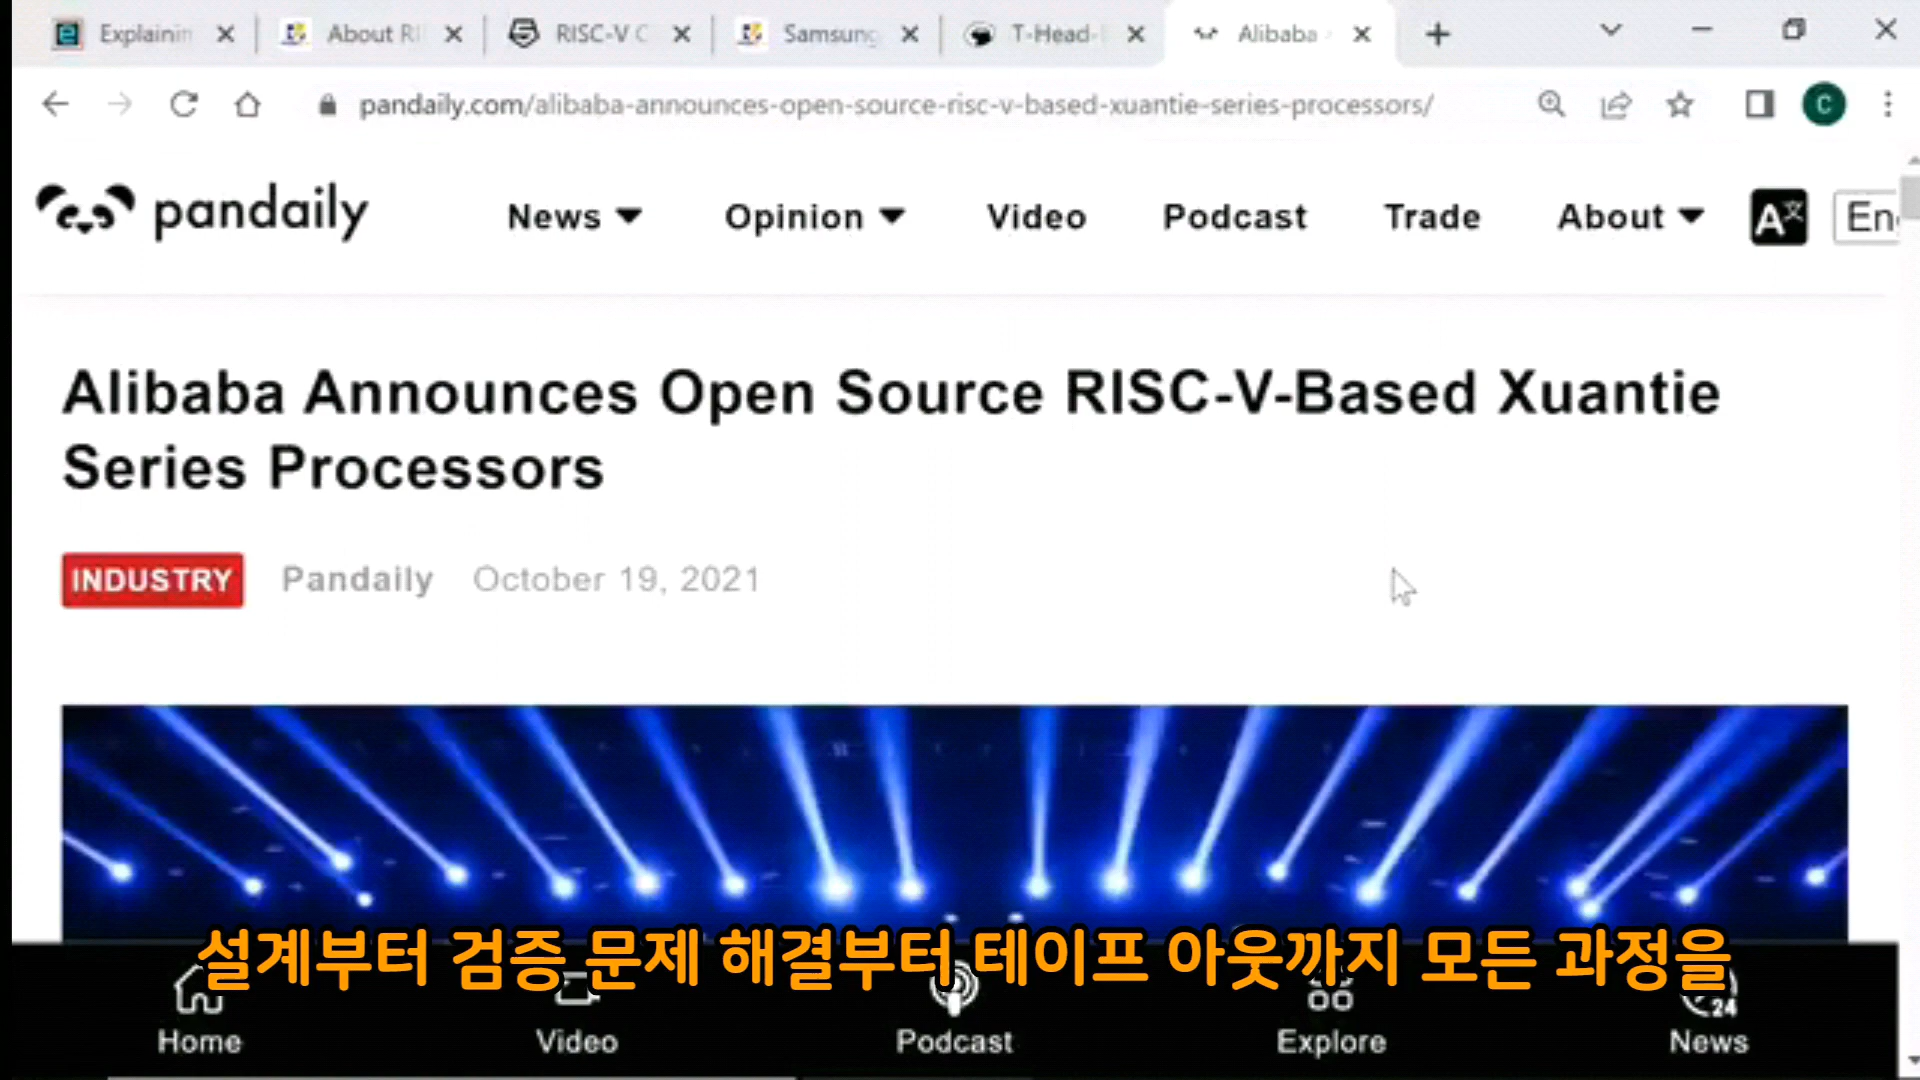 Explainin
About RI
RISC-V C
Samsung
T-Head-
Alibaba
pandaily.com/alibaba-announces-open-source-risc-v-based-xuantie-series-processors/
C
pandaily
News
Opinion
Video
Podcast
Trade
About
A
En
Alibaba Announces Open Source RISC-V-Based Xuantie
Series Processors
INDUSTRY
Pandaily
October 19, 2021
설계부터 검증 문제 해결부터 테이프 아웃까지 모든 과정을
24
Home
Video
Podcast
Explore
News